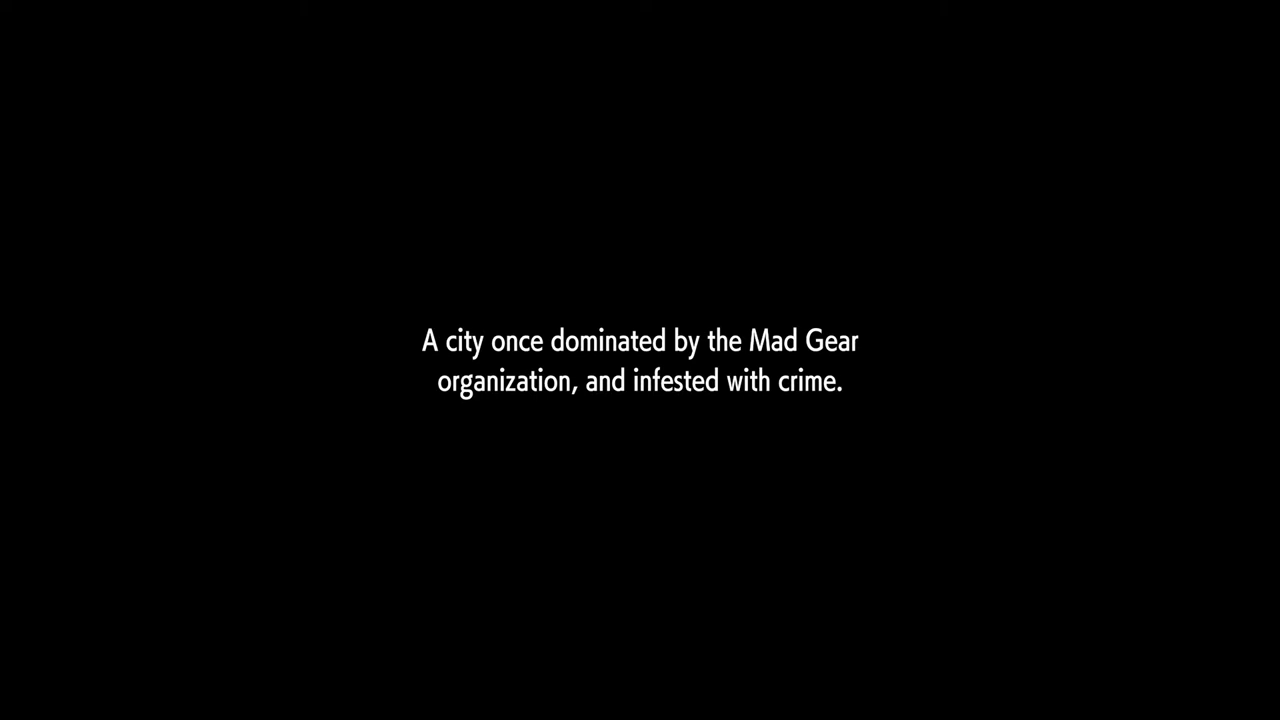 A city once dominated by the Mad Gear
organization, and infested with crime.